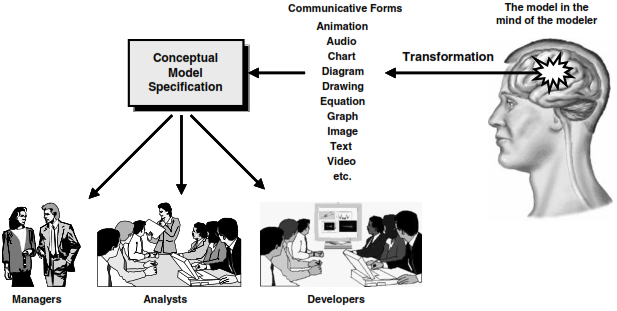 Communicative Forms
Animation
Audio
Chart
Diagram
Drawing
Equation
Graph
Image
Text
Video
etc.
The model in the
mind of the modeler
Transformation
Conceptual
Model
Specification
Managers
Analysts
Developers